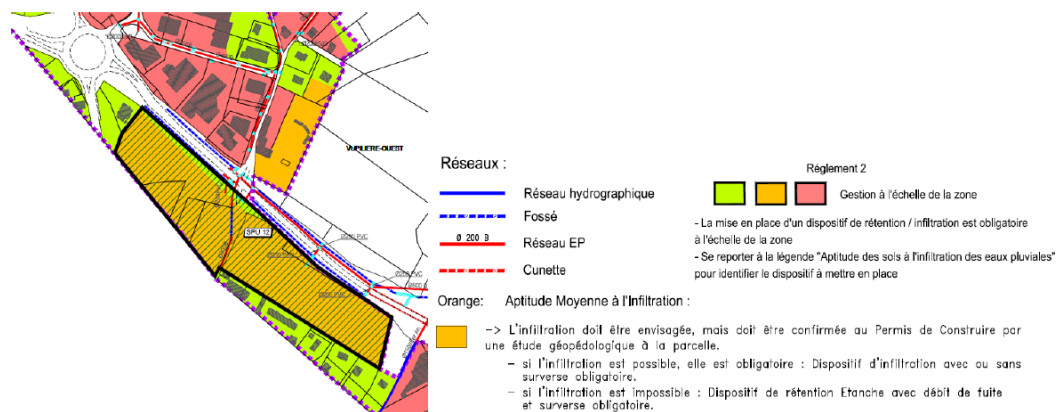 VUPILIERE-OUEST
SPU 12
Réseaux :
Réseau hydrographique
Fossé
Ø 200 B
Réseau EP
Cunette
Réglement 2
Gestion à l'échelle de la zone
- La mise en place d'un dispositif de rétention / infiltration est obligatoire
à l'échelle de la zone
- Se reporter à la légende "Aptitude des sols à l'infiltration des eaux pluviales"
pour identifier le dispositif à mettre en place
Orange: Aptitude Moyenne à l'Infiltration :
-> L'infiltration doit être envisagée, mais doit être confirmée au Permis de Construire par
une étude géopédologique à la parcelle.
- si l'infiltration est possible, elle est obligatoire : Dispositif d'infiltration avec ou sans
surverse obligatoire.
- si l'infiltration est impossible : Dispositif de rétention Etanche avec débit de fuite
et surverse obligatoire.